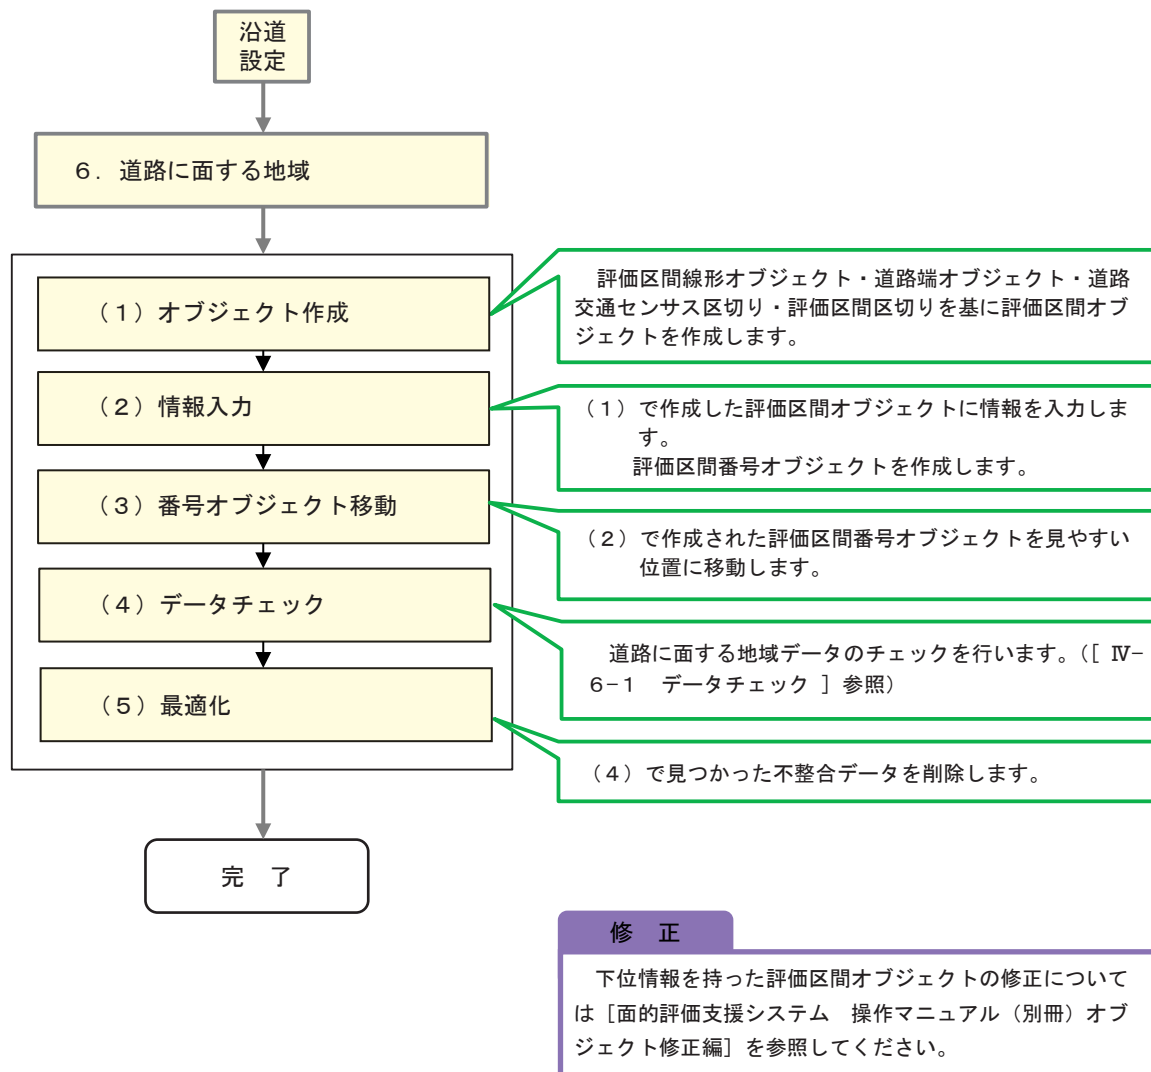 沿道
設定
６．道路に面する地域
（１）オブジェクト作成
評価区間線形オブジェクト・道路端オブジェクト・道路
交通センサス区切り・評価区間区切りを基に評価区間オブ
ジェクトを作成します。
（２）情報入力
（１）で作成した評価区間オブジェクトに情報を入力しま
す。
評価区間番号オブジェクトを作成します。
（３）番号オブジェクト移動
（２）で作成された評価区間番号オブジェクトを見やすい
位置に移動します。
（４）データチェック
道路に面する地域データのチェックを行います。（［ Ⅳ－
６－１　データチェック ］参照）
（５）最適化
（４）で見つかった不整合データを削除します。
完　了
修　正
下位情報を持った評価区間オブジェクトの修正について
は［面的評価支援システム　操作マニュアル（別冊）オブ
ジェクト修正編］を参照してください。